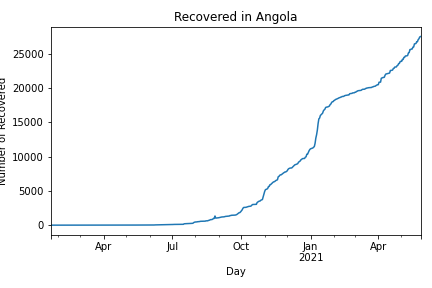 Recovered in Angola
Number of Recovered
25000
20000
15000
10000
5000
0
Apr Jul Oct Jan Apr
2021
Day